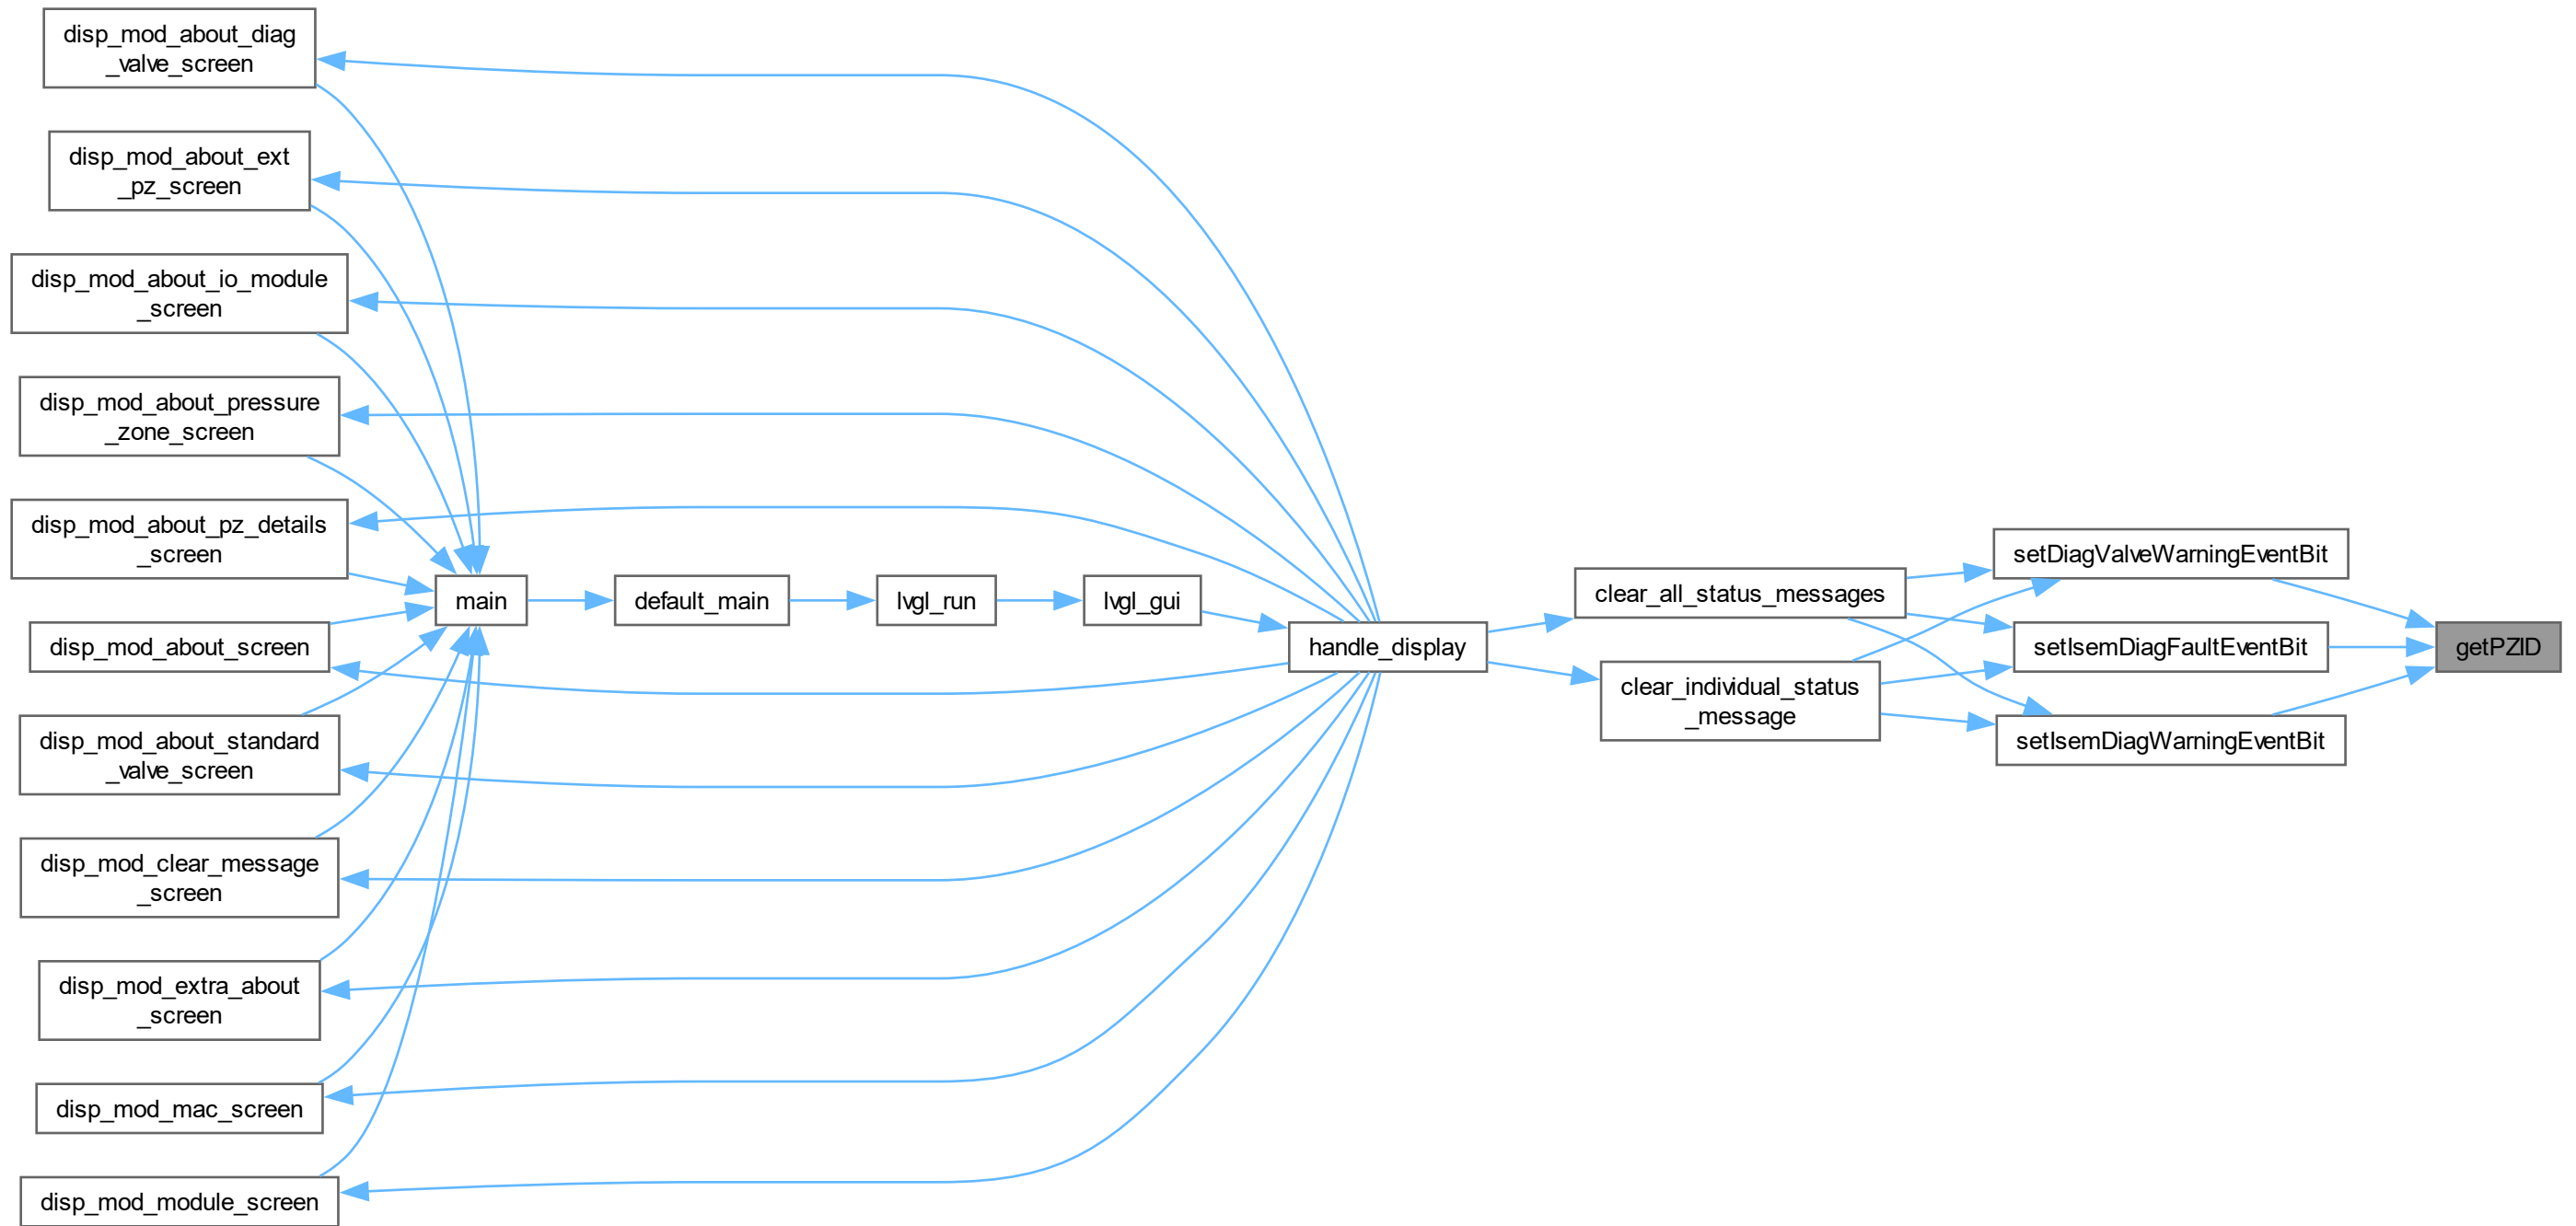 disp_mod_about_diag
_valve_screen
disp_mod_about_ext
_pz_screen
disp_mod_about_io_module
_screen
disp_mod_about_pressure
_zone_screen
disp_mod_about_pz_details
_screen
disp_mod_about_screen
disp_mod_about_standard
_valve_screen
disp_mod_clear_message
_screen
disp_mod_extra_about
_screen
disp_mod_mac_screen
disp_mod_module_screen
main
default_main
lvgl_run
lvgl_gui
handle_display
clear_all_status_messages
clear_individual_status
_message
setDiagValveWarningEventBit
setIsemDiagFaultEventBit
setIsemDiagWarningEventBit
getPZID